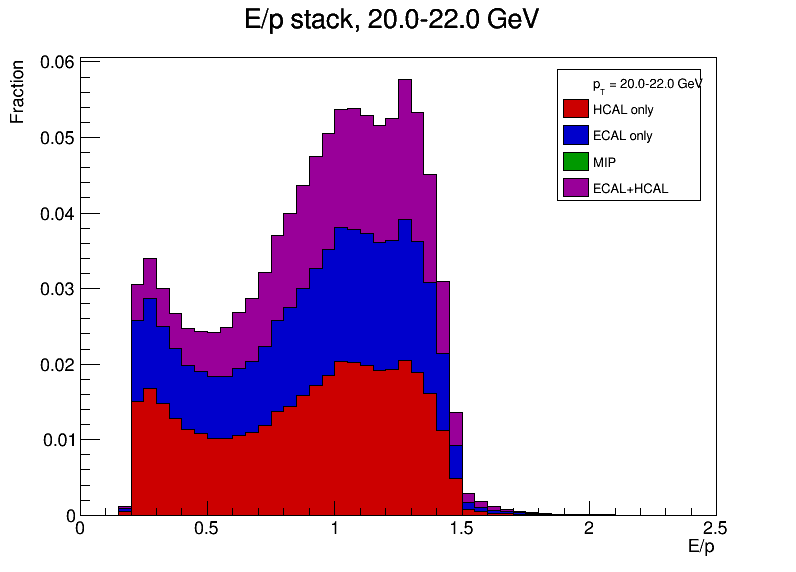 E/p stack, 20.0-22.0 GeV
Fraction
0.06
0.05
0.04
0.03
0.02
0.01
0
p_T = 20.0-22.0 GeV
HCAL only
ECAL only
MIP
ECAL+HCAL
0 0.5 1 1.5 2 2.5
E/p